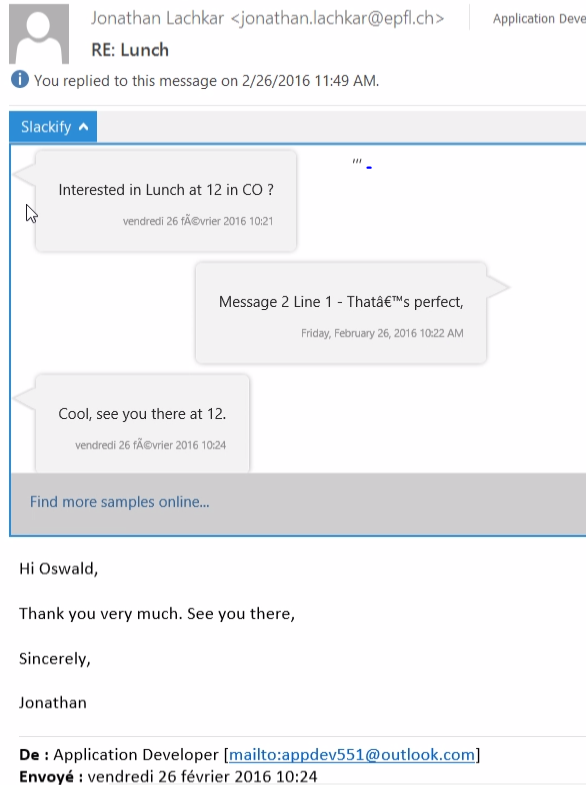 Jonathan Lachkar <jonathan.lachkar@epfl.ch> Application Deve
RE: Lunch
You replied to this message on 2/26/2016 11:49 AM.
Slackify
''' -
Interested in Lunch at 12 in CO ?
vendredi 26 fÃ©vrier 2016 10:21
Message 2 Line 1 - Thatâ€™s perfect,
Friday, February 26, 2016 10:22 AM
Cool, see you there at 12.
vendredi 26 fÃ©vrier 2016 10:24
Find more samples online...
Hi Oswald,
Thank you very much. See you there,
Sincerely,
Jonathan
De : Application Developer [mailto:appdev551@outlook.com]
Envoyé : vendredi 26 février 2016 10:24